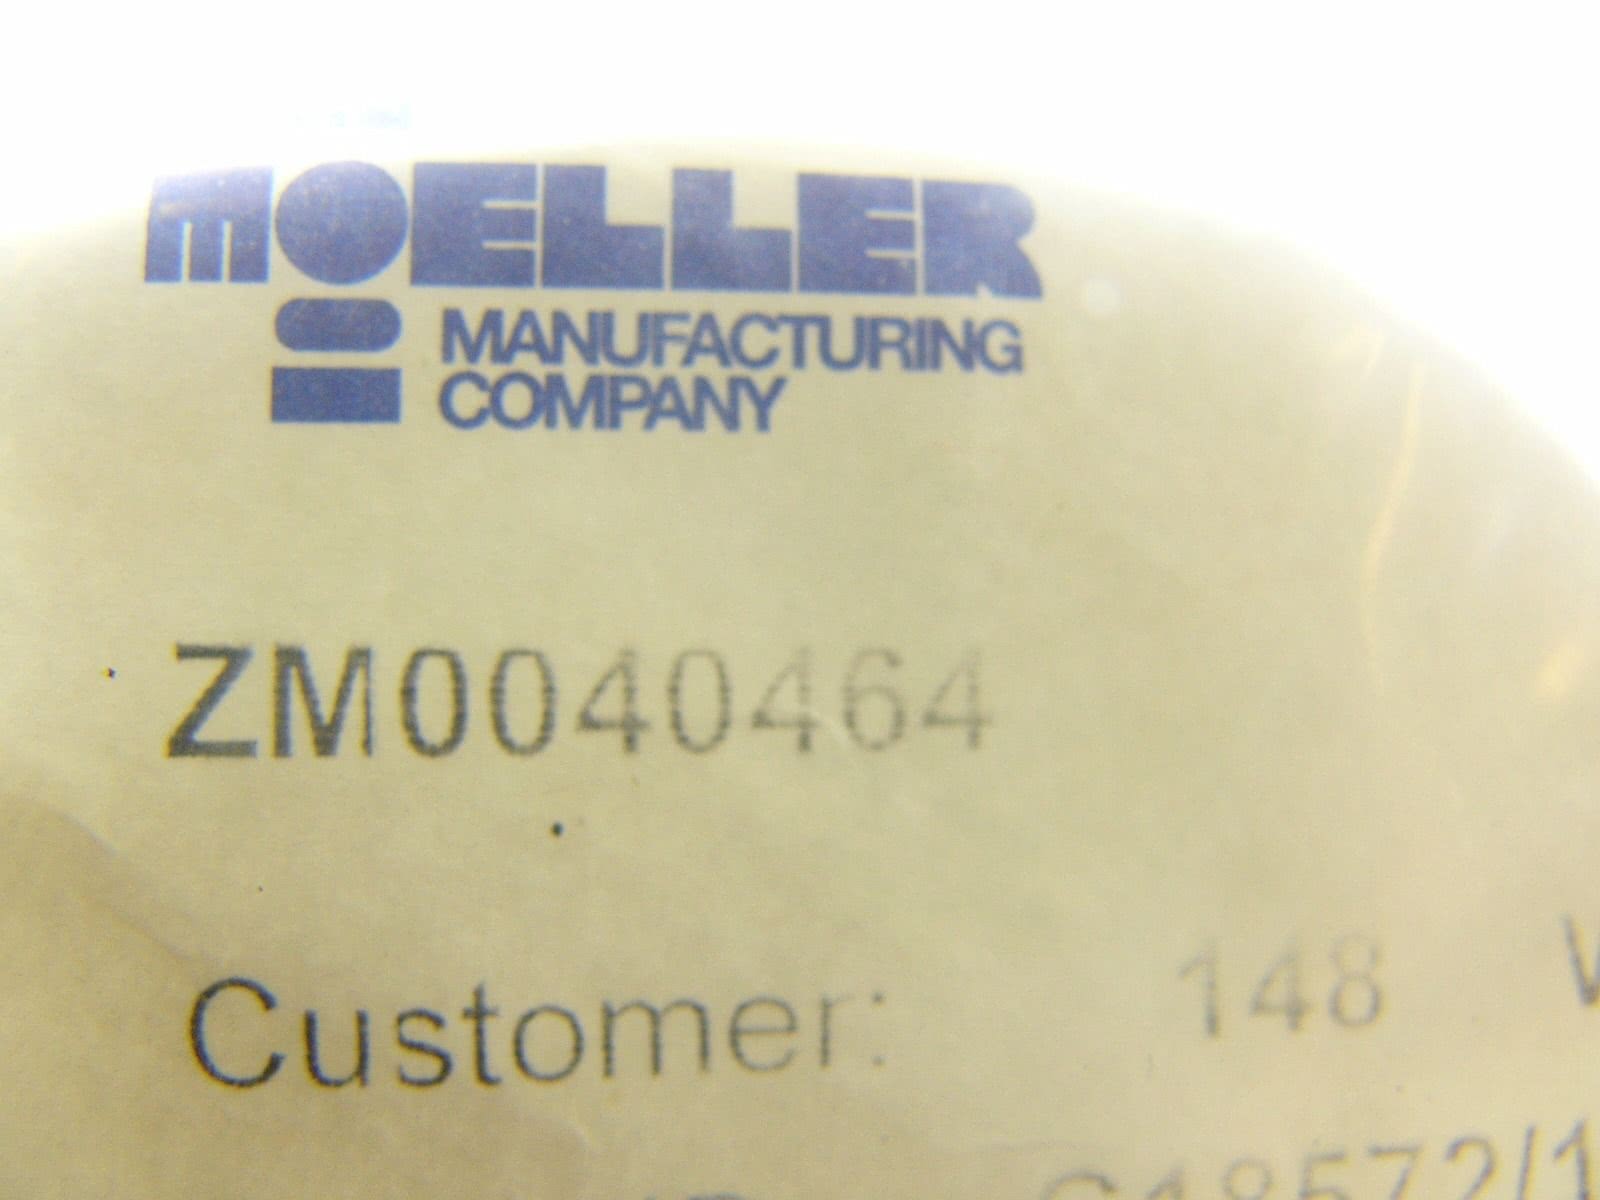 MOELLER
MANUFACTURING
COMPANY
ZM0040464
Customer: 148